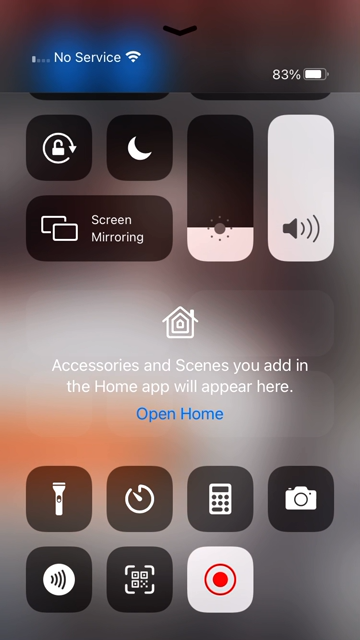 No Service
83%
Screen
Mirroring
Accessories and Scenes you add in
the Home app will appear here.
Open Home